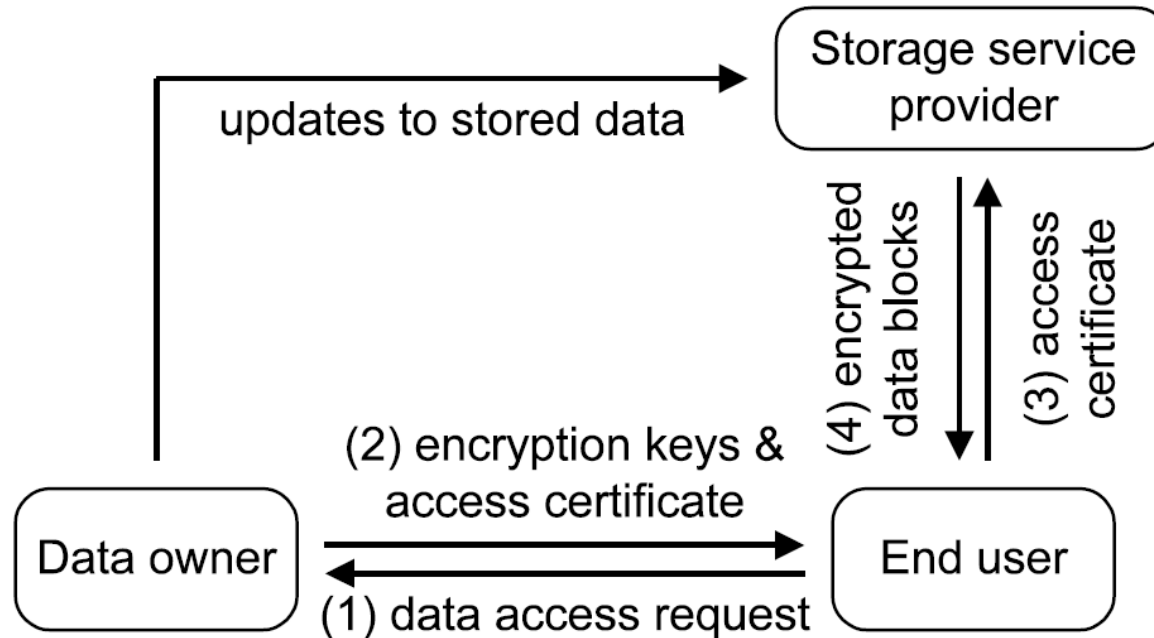 Storage service
provider
updates to stored data
(4) encrypted
data blocks
(3) access
certificate
(2) encryption keys &
access certificate
Data owner
End user
(1) data access request